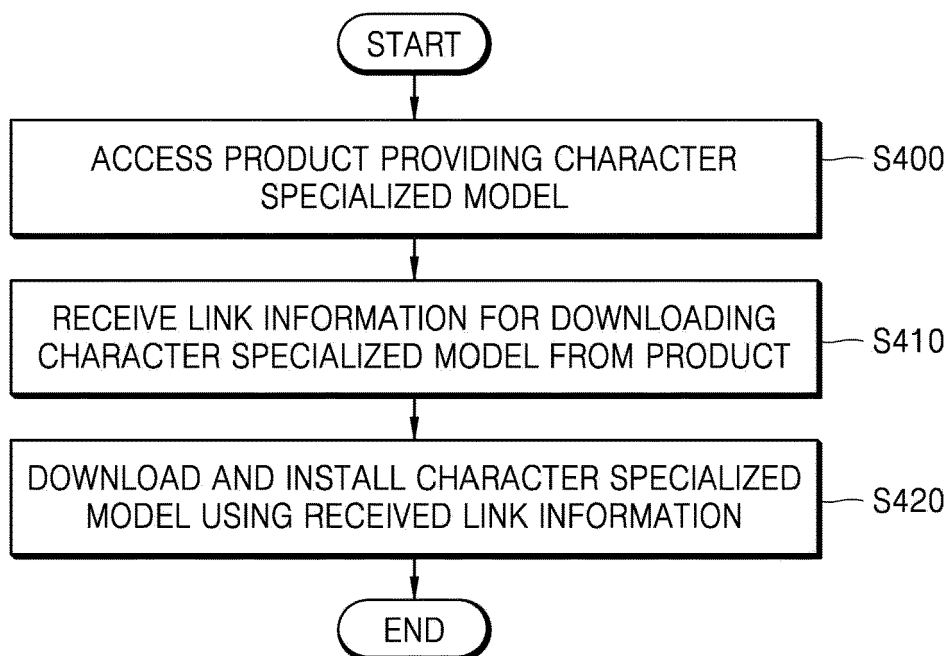 START
ACCESS PRODUCT PROVIDING CHARACTER
SPECIALIZED MODEL
S400
RECEIVE LINK INFORMATION FOR DOWNLOADING
CHARACTER SPECIALIZED MODEL FROM PRODUCT
S410
DOWNLOAD AND INSTALL CHARACTER SPECIALIZED
MODEL USING RECEIVED LINK INFORMATION
S420
END